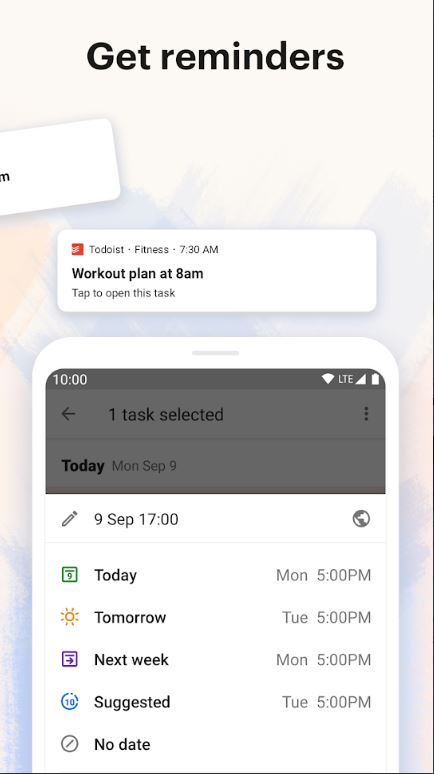 Get reminders
m
Todoist · Fitness · 7:30 AM
Workout plan at 8am
Tap to open this task
10:00 LTE
1 task selected
Today Mon Sep 9
9 Sep 17:00
9 Today Mon 5:00PM
Tomorrow Tue 5:00PM
Next week Mon 5:00PM
10 Suggested Tue 5:00PM
No date